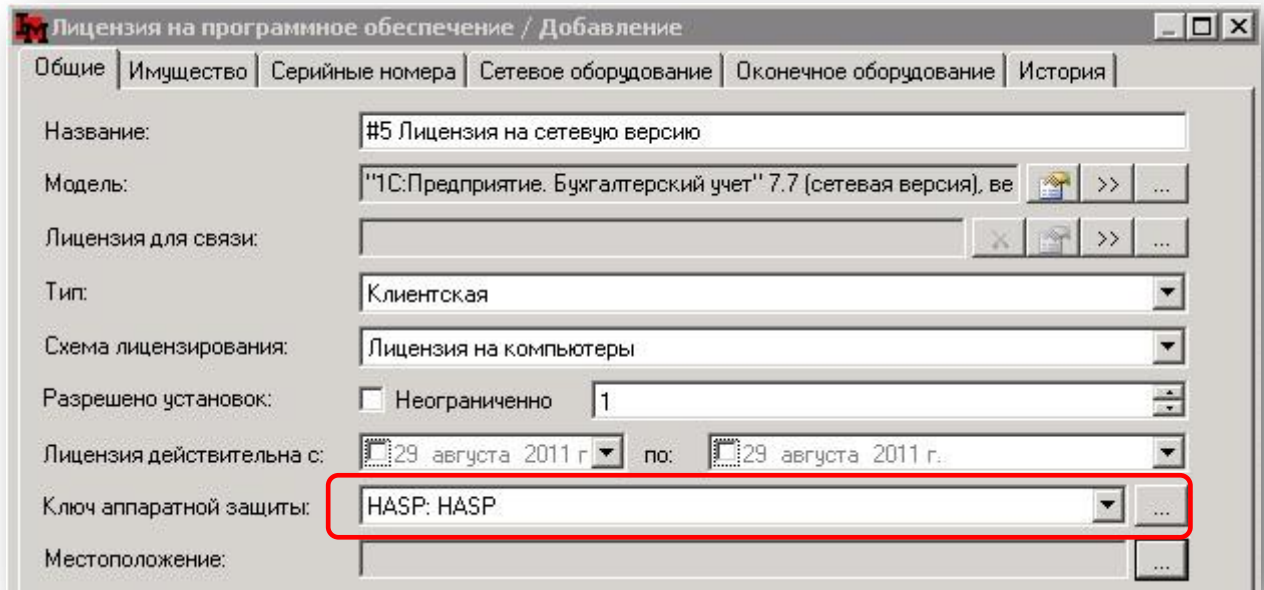 Лицензия на программное обеспечение / Добавление
Общие Имущество Серийные номера Сетевое оборудование Оконечное оборудование История
Название: #5 Лицензия на сетевую версию
Модель: "1С:Предприятие. Бухгалтерский учет" 7.7 (сетевая версия), ве >> ...
Лицензия для связи: >> ...
Тип: Клиентская
Схема лицензирования: Лицензия на компьютеры
Разрешено установок: Неограниченно 1
Лицензия действительна с: 29 августа 2011 г по: 29 августа 2011 г.
Ключ аппаратной защиты: HASP: HASP ...
Местоположение: ...